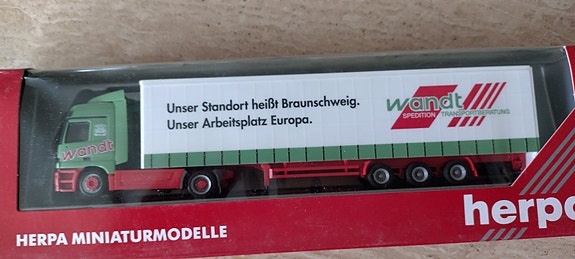 Unser Standort heißt Braunschweig.
Unser Arbeitsplatz Europa.
wandt
SPEDITION TRANSPORTBERATUNG
wandt
herpa
HERPA MINIATURMODELLE